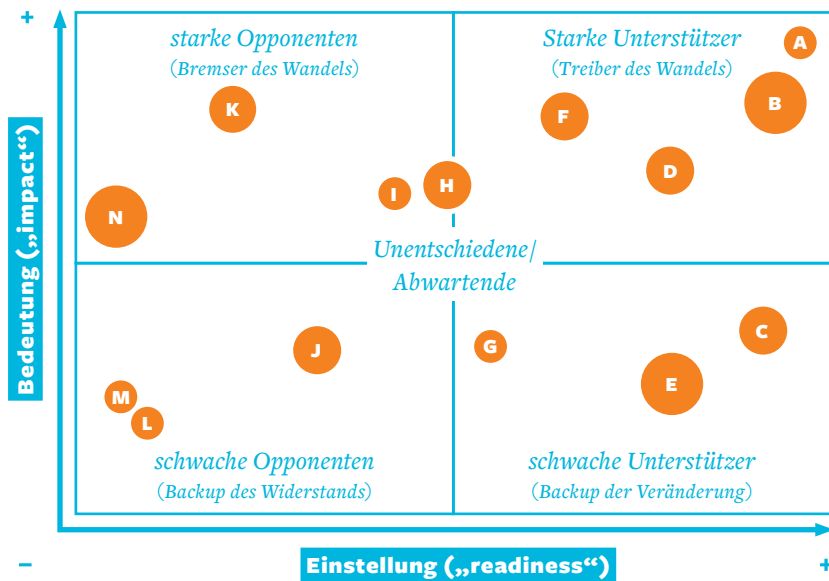 +
starke Opponenten
(Bremser des Wandels)
Starke Unterstützer
(Treiber des Wandels)
A
B
K
F
D
I
H
N
Unentschiedene/
Abwartende
Bedeutung („impact“)
J
G
C
E
M
L
schwache Opponenten
(Backup des Widerstands)
schwache Unterstützer
(Backup der Veränderung)
–
Einstellung („readiness“)
+